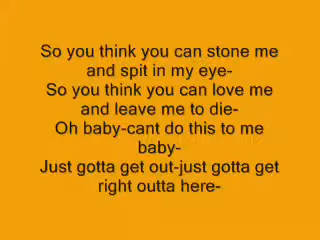 So you think you can stone me
and spit in my eye-
So you think you can love me
and leave me to die-
Oh baby-cant do this to me
baby-
Just gotta get out-just gotta get
right outta here-